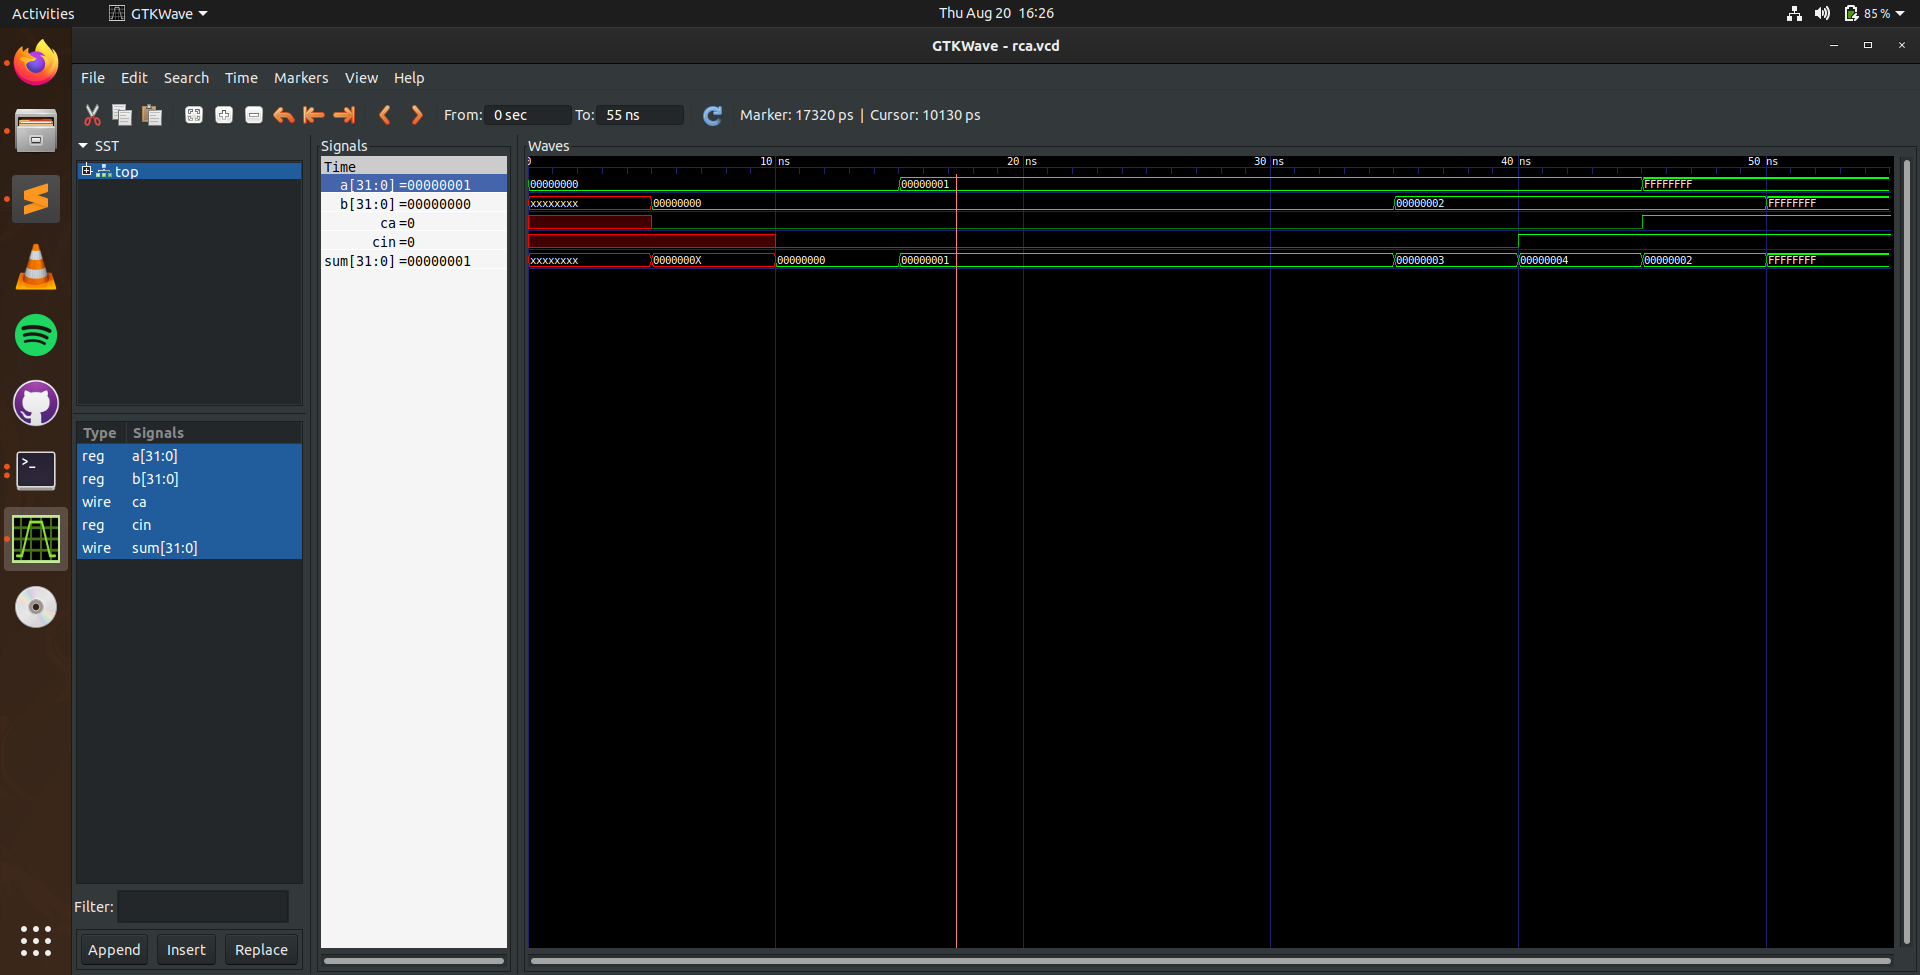 Activities GTKWave Thu Aug 20 16:26 85 %
GTKWave - rca.vcd
File Edit Search Time Markers View Help
From: 0 sec To: 55 ns Marker: 17320 ps | Cursor: 10130 ps
SST
top
Type Signals
reg a[31:0]
reg b[31:0]
wire ca
reg cin
wire sum[31:0]
Filter:
Append Insert Replace
Signals
Time
a[31:0] =00000001
b[31:0] =00000000
ca =0
cin =0
sum[31:0] =00000001
Waves
0 10 ns 20 ns 30 ns 40 ns 50 ns
00000000 00000001 FFFFFFFF
xxxxxxxx 00000000 00000002 FFFFFFFF
xxxxxxxx 0000000X 00000000 00000001 00000003 00000004 00000002 FFFFFFFF